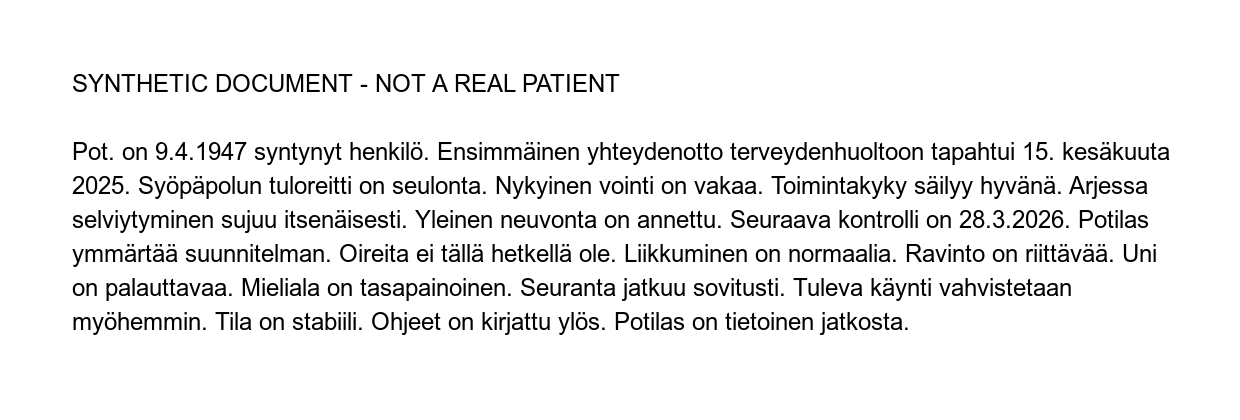 SYNTHETIC DOCUMENT - NOT A REAL PATIENT
Pot. on 9.4.1947 syntynyt henkilö. Ensimmäinen yhteydenotto terveydenhuoltoon tapahtui 15. kesäkuuta
2025. Syöpäpolun tuloreitti on seulonta. Nykyinen vointi on vakaa. Toimintakyky säilyy hyvänä. Arjessa
selviytyminen sujuu itsenäisesti. Yleinen neuvonta on annettu. Seuraava kontrolli on 28.3.2026. Potilas
ymmärtää suunnitelman. Oireita ei tällä hetkellä ole. Liikkuminen on normaalia. Ravinto on riittävää. Uni
on palauttavaa. Mieliala on tasapainoinen. Seuranta jatkuu sovitusti. Tuleva käynti vahvistetaan
myöhemmin. Tila on stabiili. Ohjeet on kirjattu ylös. Potilas on tietoinen jatkosta.